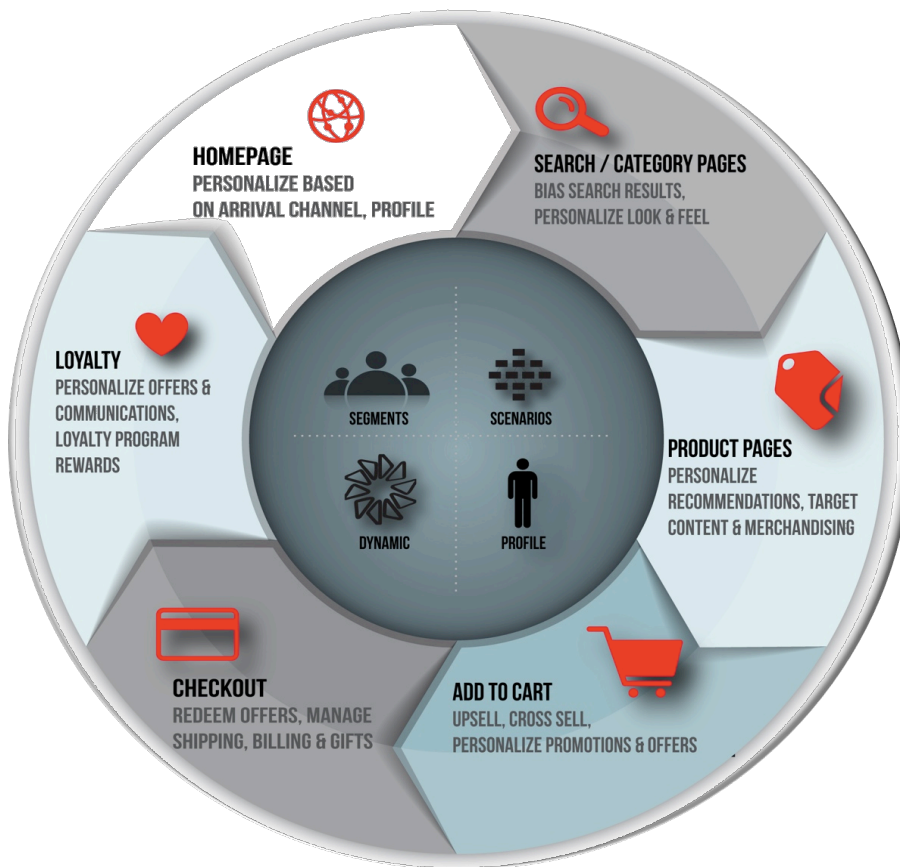 HOMEPAGE
PERSONALIZE BASED
ON ARRIVAL CHANNEL, PROFILE
SEARCH / CATEGORY PAGES
BIAS SEARCH RESULTS,
PERSONALIZE LOOK & FEEL
PRODUCT PAGES
PERSONALIZE
RECOMMENDATIONS, TARGET
CONTENT & MERCHANDISING
ADD TO CART
UPSELL, CROSS SELL,
PERSONALIZE PROMOTIONS & OFFERS
CHECKOUT
REDEEM OFFERS, MANAGE
SHIPPING, BILLING & GIFTS
LOYALTY
PERSONALIZE OFFERS &
COMMUNICATIONS,
LOYALTY PROGRAM
REWARDS
SEGMENTS
SCENARIOS
DYNAMIC
PROFILE